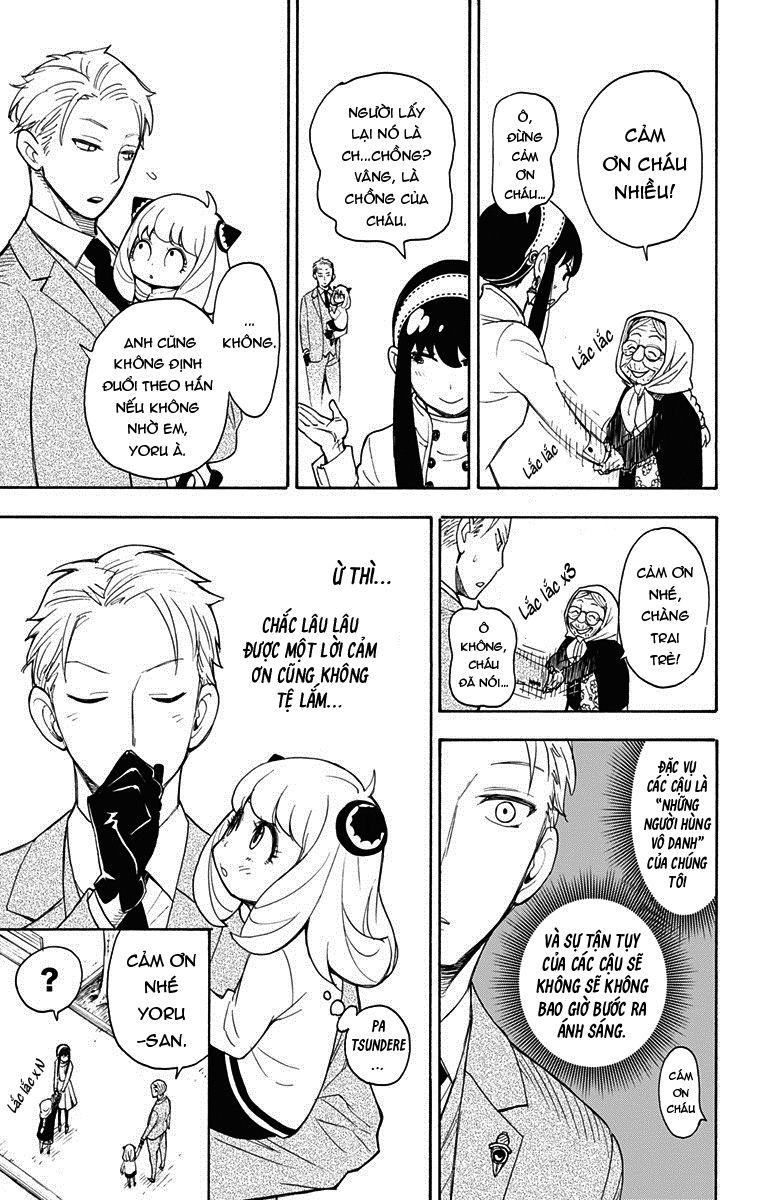 CẢM
ƠN CHÁU
NHIỀU!
Ô,
ĐỪNG
CẢM
ƠN
CHÁU...
Lắc lắc
Lắc lắc
NGƯỜI LẤY
LẠI NÓ LÀ
CH...CHỒNG?
VÂNG, LÀ
CHỒNG CỦA
CHÁU.
...
KHÔNG.
ANH CŨNG
KHÔNG ĐỊNH
ĐUỔI THEO HẮN
NẾU KHÔNG
NHỜ EM,
YORU À.
CẢM ƠN
NHÉ,
CHÀNG
TRAI
TRẺ!
Lắc lắc x3
Ô
KHÔNG,
CHÁU
ĐÃ NÓI...
ĐẶC VỤ
CÁC CẬU LÀ
"NHỮNG
NGƯỜI HÙNG
VÔ DANH"
CỦA CHÚNG
TÔI
VÀ SỰ TẬN TỤY
CỦA CÁC CẬU SẼ
KHÔNG SẼ KHÔNG
BAO GIỜ BƯỚC RA
ÁNH SÁNG.
CÁM
ƠN
CHÁU
Ừ THÌ...
CHẮC LÂU LÂU
ĐƯỢC MỘT LỜI CẢM
ƠN CŨNG KHÔNG
TỆ LẮM...
PA
TSUNDERE
...
CẢM ƠN
NHÉ
YORU
-SAN.
?
Lắc lắc xN